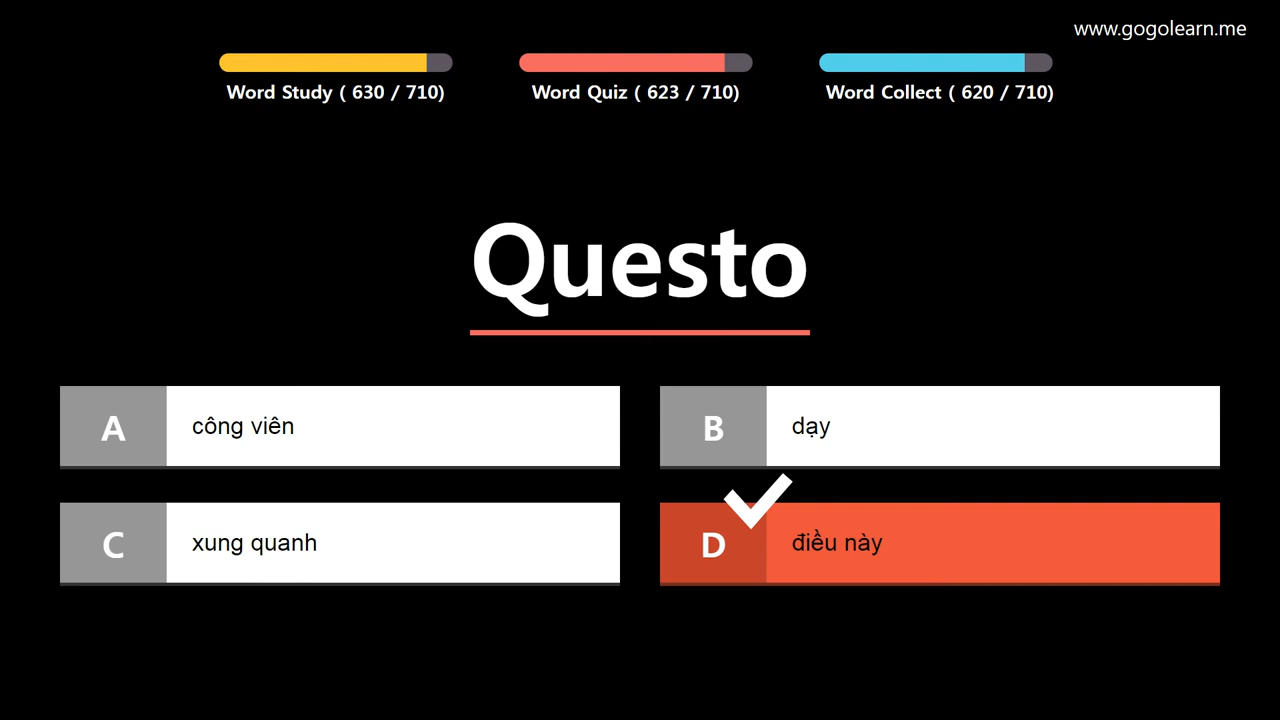 www.gogolearn.me
Word Study ( 630 / 710)
Word Quiz ( 623 / 710)
Word Collect ( 620 / 710)
Questo
A công viên
B dạy
C xung quanh
D điều này